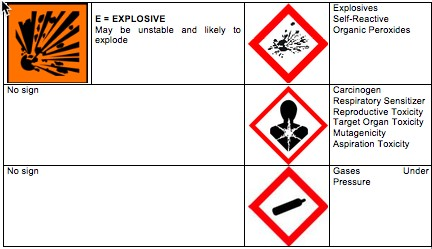 E = EXPLOSIVE
May be unstable and likely to
explode
Explosives
Self-Reactive
Organic Peroxides
No sign
Carcinogen
Respiratory Sensitizer
Reproductive Toxicity
Target Organ Toxicity
Mutagenicity
Aspiration Toxicity
No sign
Gases Under
Pressure